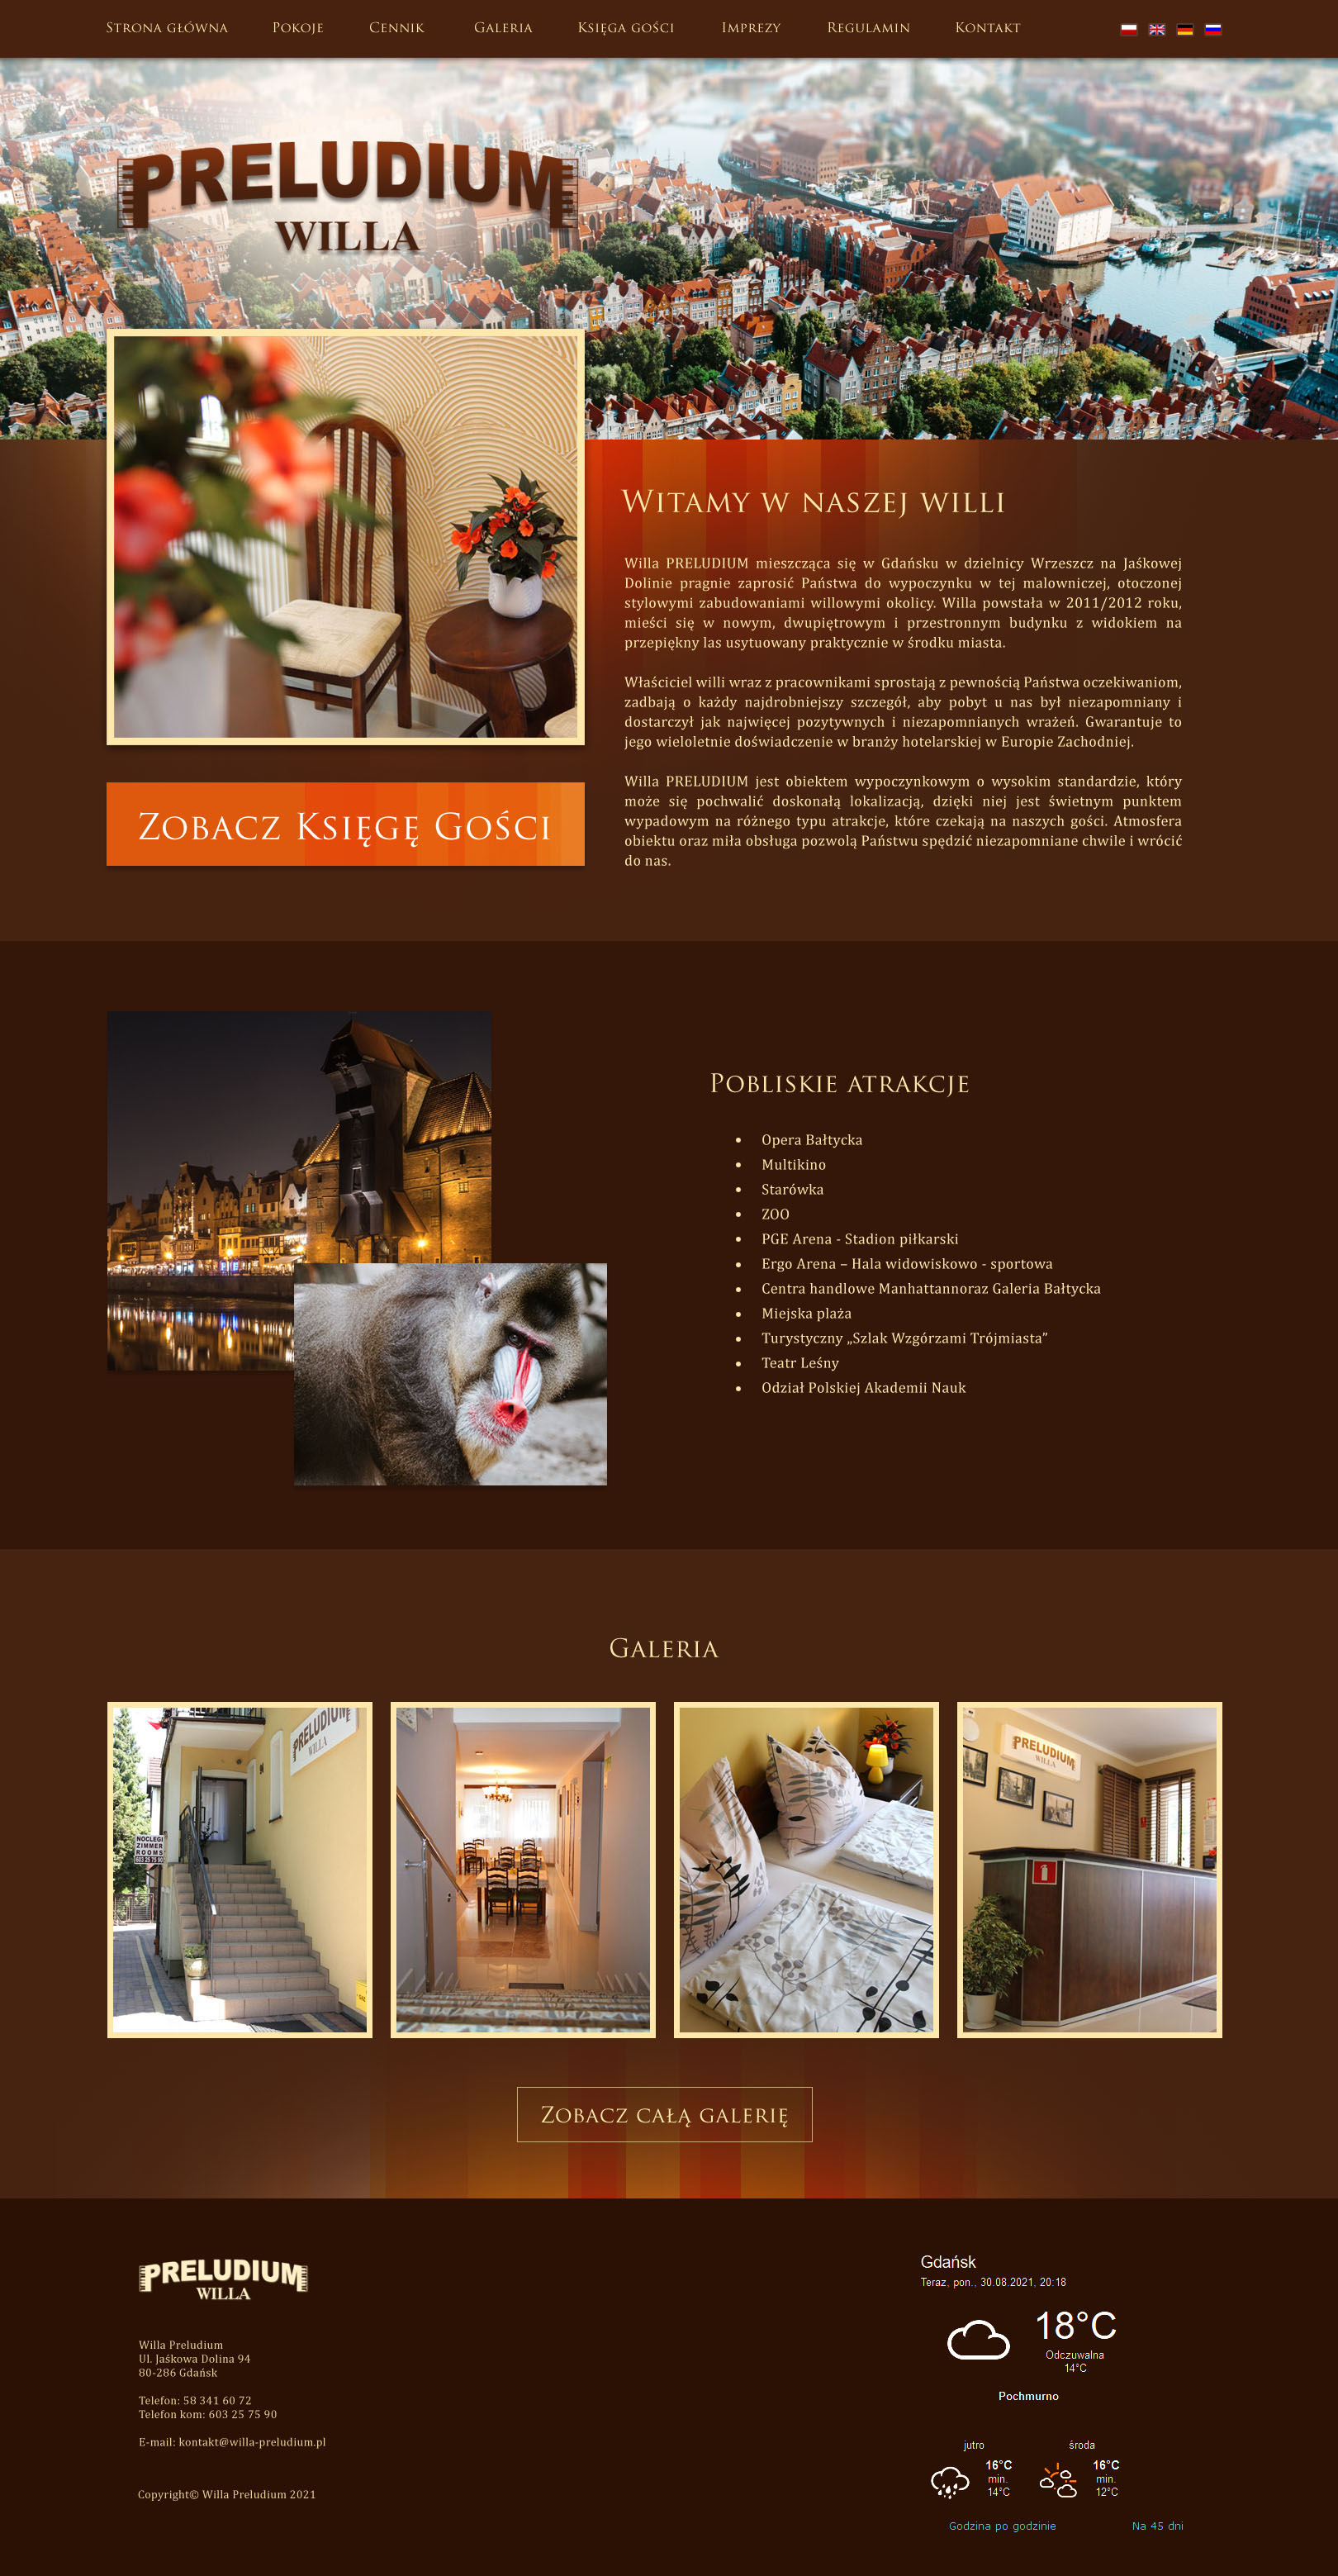 Strona główna Pokoje Cennik Galeria Księga gości Imprezy Regulamin Kontakt
PRELUDIUM
WILLA
Witamy w naszej willi
Willa PRELUDIUM mieszcząca się w Gdańsku w dzielnicy Wrzeszcz na Jaśkowej
Dolinie pragnie zaprosić Państwa do wypoczynku w tej malowniczej, otoczonej
stylowymi zabudowaniami willowymi okolicy. Willa powstała w 2011/2012 roku,
mieści się w nowym, dwupiętrowym i przestronnym budynku z widokiem na
przepiękny las usytuowany praktycznie w środku miasta.
Właściciel willi wraz z pracownikami sprostają z pewnością Państwa oczekiwaniom,
zadbają o każdy najdrobniejszy szczegół, aby pobyt u nas był niezapomniany i
dostarczył jak najwięcej pozytywnych i niezapomnianych wrażeń. Gwarantuje to
jego wieloletnie doświadczenie w branży hotelarskiej w Europie Zachodniej.
Willa PRELUDIUM jest obiektem wypoczynkowym o wysokim standardzie, który
może się pochwalić doskonałą lokalizacją, dzięki niej jest świetnym punktem
wypadowym na różnego typu atrakcje, które czekają na naszych gości. Atmosfera
obiektu oraz miła obsługa pozwolą Państwu spędzić niezapomniane chwile i wrócić
do nas.
Zobacz Księgę Gości
Pobliskie atrakcje
• Opera Bałtycka
• Multikino
• Starówka
• ZOO
• PGE Arena - Stadion piłkarski
• Ergo Arena – Hala widowiskowo - sportowa
• Centra handlowe Manhattannoraz Galeria Bałtycka
• Miejska plaża
• Turystyczny „Szlak Wzgórzami Trójmiasta”
• Teatr Leśny
• Odział Polskiej Akademii Nauk
Galeria
PRELUDIUM
WILLA
NOCLEGI
ZIMMER
ROOMS
603 25 75 90
PRELUDIUM
WILLA
Zobacz całą galerię
PRELUDIUM
WILLA
Willa Preludium
Ul. Jaśkowa Dolina 94
80-286 Gdańsk
Telefon: 58 341 60 72
Telefon kom: 603 25 75 90
E-mail: kontakt@willa-preludium.pl
Copyright© Willa Preludium 2021
Gdańsk
Teraz, pon., 30.08.2021, 20:18
18°C
Odczuwalna
14°C
Pochmurno
jutro środa
16°C 16°C
min. min.
14°C 12°C
Godzina po godzinie Na 45 dni